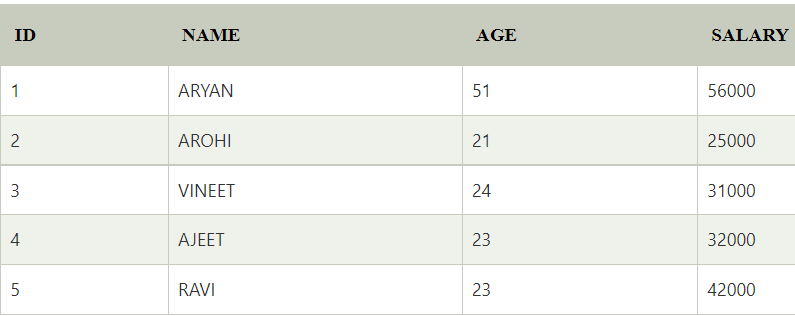 ID NAME AGE SALARY
1 ARYAN 51 56000
2 AROHI 21 25000
3 VINEET 24 31000
4 AJEET 23 32000
5 RAVI 23 42000